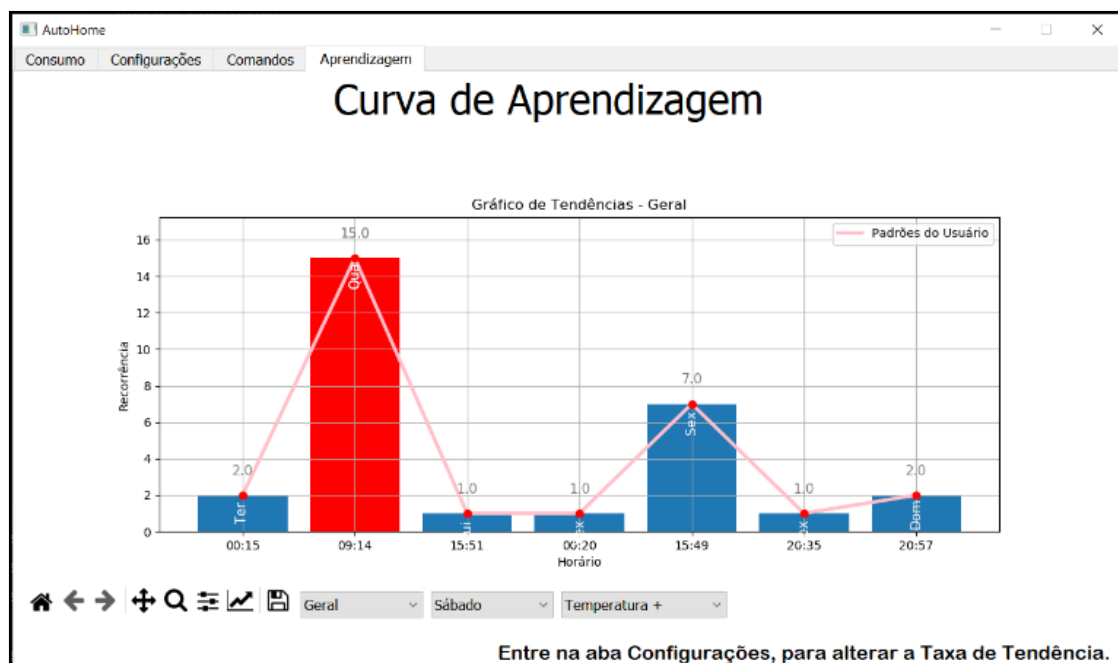 AutoHome
Consumo Configurações Comandos Aprendizagem
Curva de Aprendizagem
Gráfico de Tendências - Geral
Padrões do Usuário
Recorrência
16
14
12
10
8
6
4
2
0
2.0 15.0 1.0 1.0 7.0 1.0 2.0
Ter Qua ui ex Sex ex Dom
00:15 09:14 15:51 00:20 15:49 20:35 20:57
Horário
Geral Sábado Temperatura +
Entre na aba Configurações, para alterar a Taxa de Tendência.